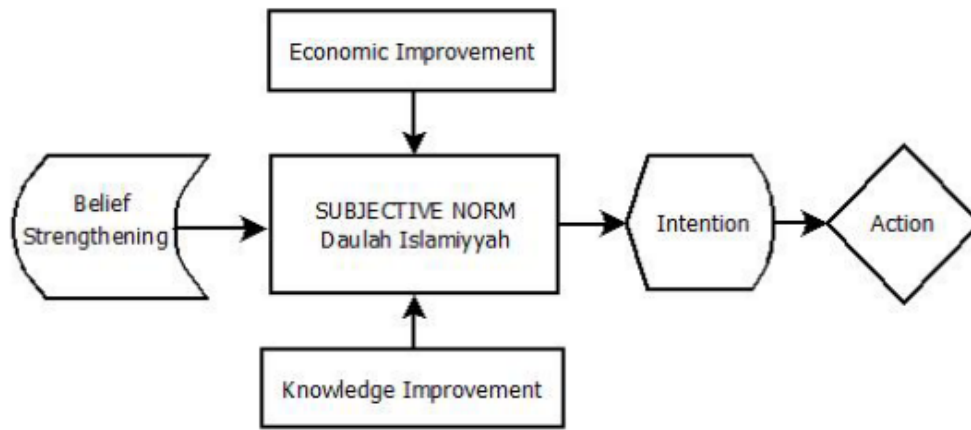 Economic Improvement
Belief
Strengthening
SUBJECTIVE NORM
Daulah Islamiyyah
Intention
Action
Knowledge Improvement